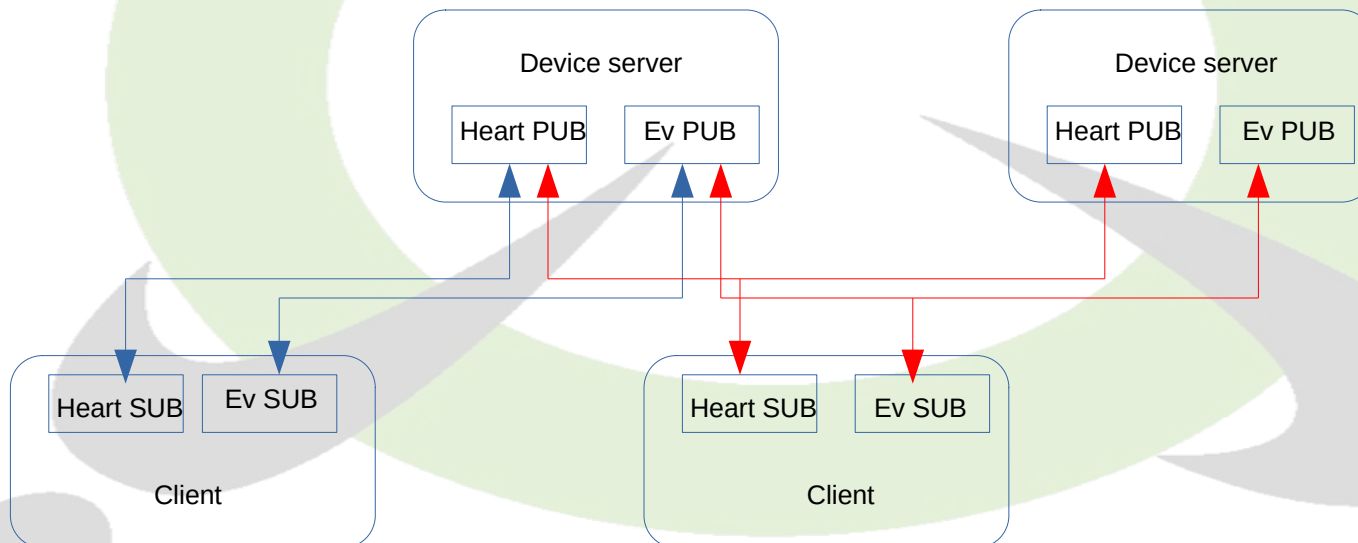 Device server
Device server
Heart PUB
Ev PUB
Heart PUB
Ev PUB
Heart SUB
Ev SUB
Heart SUB
Ev SUB
Client
Client